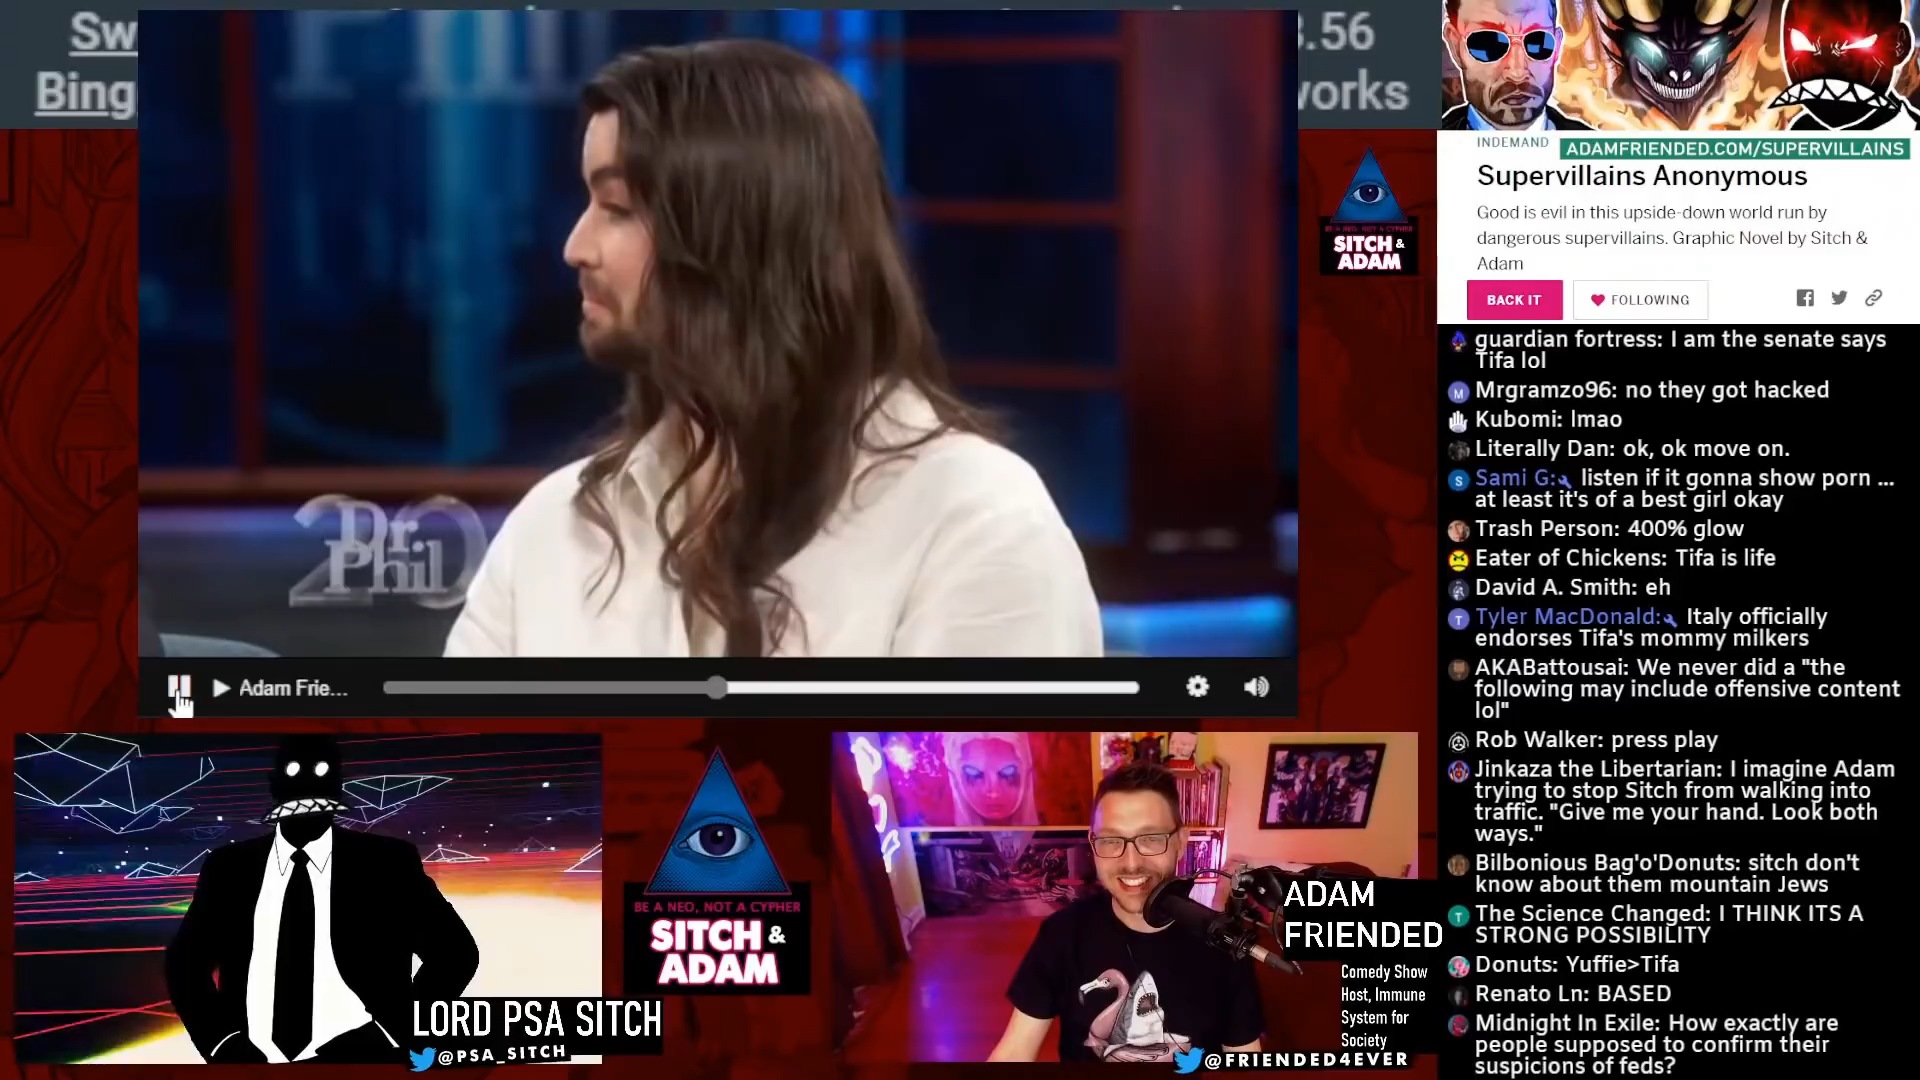 Sw
Bing
3.56
works
Dr.
Phil
20
Adam Frie...
INDEMAND
ADAMFRIENDED.COM/SUPERVILLAINS
Supervillains Anonymous
Good is evil in this upside-down world run by
dangerous supervillains. Graphic Novel by Sitch &
Adam
BACK IT
FOLLOWING
BE A NEO, NOT A CYPHER
SITCH &
ADAM
guardian fortress: I am the senate says
Tifa lol
Mrgramzo96: no they got hacked
Kubomi: lmao
Literally Dan: ok, ok move on.
Sami G: listen if it gonna show porn ...
at least it's of a best girl okay
Trash Person: 400% glow
Eater of Chickens: Tifa is life
David A. Smith: eh
Tyler MacDonald: Italy officially
endorses Tifa's mommy milkers
AKABattousai: We never did a "the
following may include offensive content
lol"
Rob Walker: press play
Jinkaza the Libertarian: I imagine Adam
trying to stop Sitch from walking into
traffic. "Give me your hand. Look both
ways."
Bilbonious Bag'o'Donuts: sitch don't
know about them mountain Jews
The Science Changed: I THINK ITS A
STRONG POSSIBILITY
Donuts: Yuffie>Tifa
Renato Ln: BASED
Midnight In Exile: How exactly are
people supposed to confirm their
suspicions of feds?
LORD PSA SITCH
@PSA_SITCH
BE A NEO, NOT A CYPHER
SITCH &
ADAM
ADAM
FRIENDED
Comedy Show
Host, Immune
System for
Society
@FRIENDED4EVER